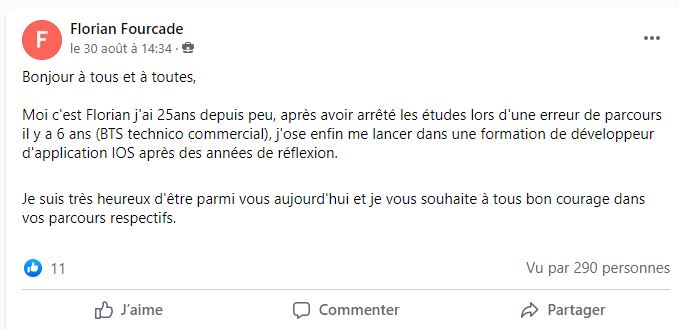 F
Florian Fourcade
le 30 août à 14:34 ·
Bonjour à tous et à toutes,
Moi c'est Florian j'ai 25ans depuis peu, après avoir arrêté les études lors d'une erreur de parcours
il y a 6 ans (BTS technico commercial), j'ose enfin me lancer dans une formation de développeur
d'application IOS après des années de réflexion.
Je suis très heureux d'être parmi vous aujourd'hui et je vous souhaite à tous bon courage dans
vos parcours respectifs.
11
Vu par 290 personnes
J'aime
Commenter
Partager